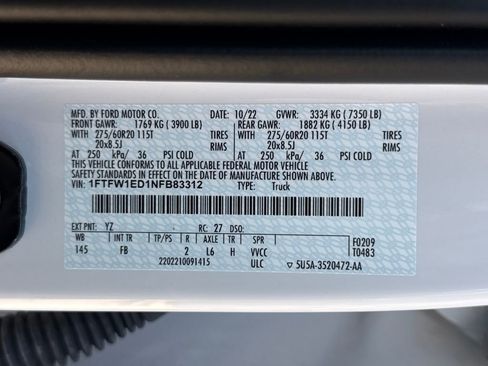 MFD. BY FORD MOTOR CO. DATE: 10/22 GVWR: 3334 KG ( 7350 LB)
FRONT GAWR: 1769 KG ( 3900 LB) REAR GAWR: 1882 KG ( 4150 LB)
WITH 275/60R20 115T TIRES WITH 275/60R20 115T TIRES
20x8.5J RIMS 20x8.5J RIMS
AT 250 kPa/ 36 PSI COLD AT 250 kPa/ 36 PSI COLD
THIS VEHICLE CONFORMS TO ALL APPLICABLE FEDERAL MOTOR VEHICLE
SAFETY STANDARDS IN EFFECT ON THE DATE OF MANUFACTURE SHOWN ABOVE.
VIN: 1FTFW1ED1NFB83312 TYPE: Truck
EXT PNT: YZ RC: 27 DSO:
WB INT TR TP/PS R AXLE TR SPR F0209
145 FB 2 L6 H VVCC T0483
2202210091415 ULC 5U5A-3520472-AA